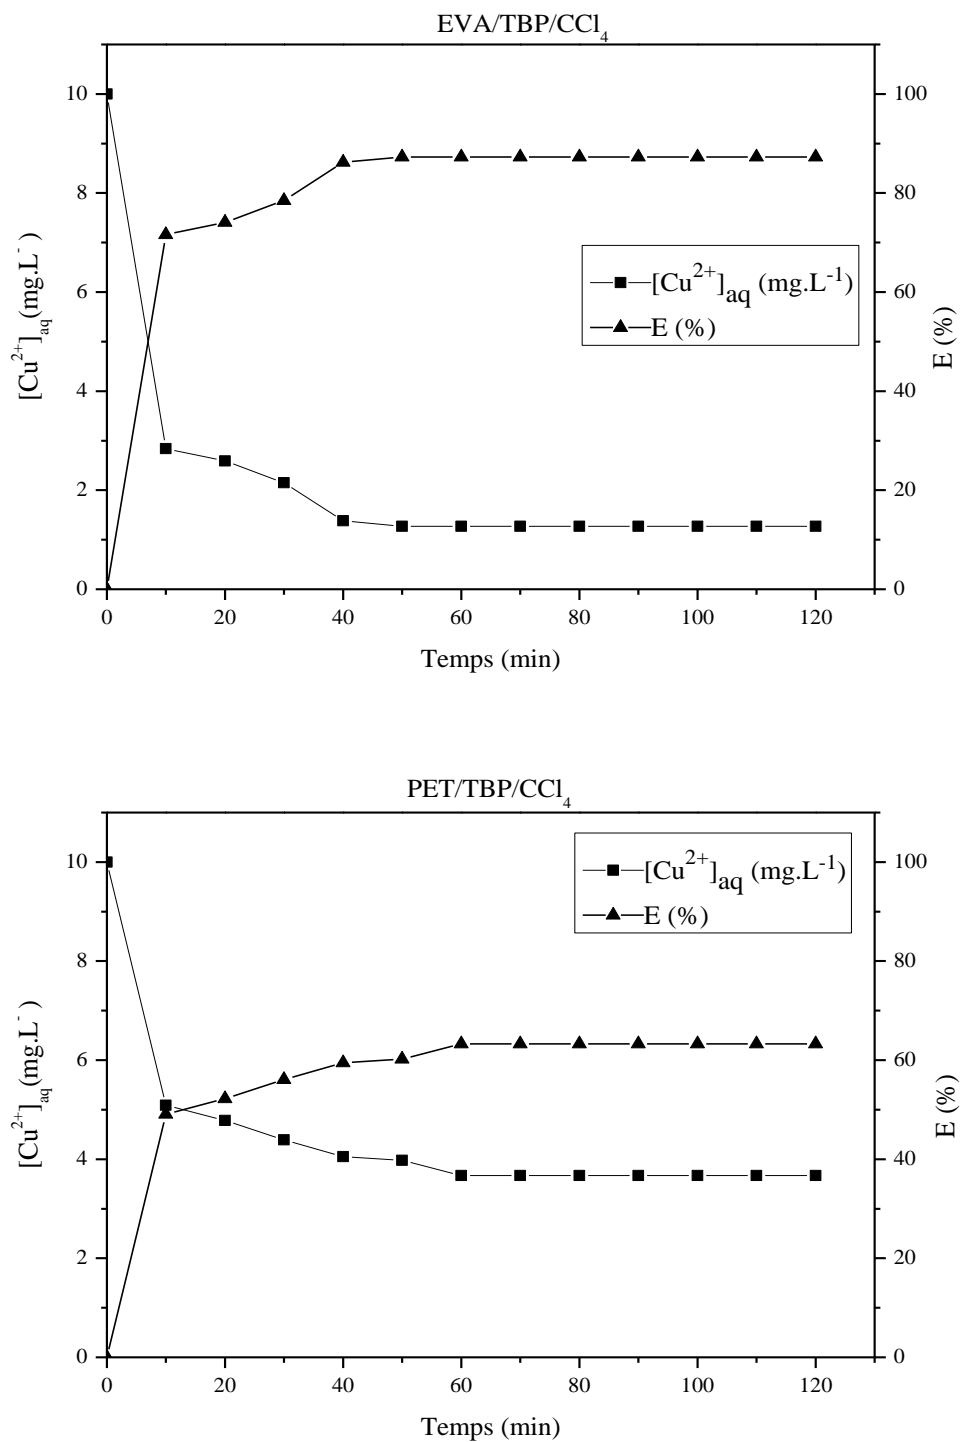 EVA/TBP/CCl₄
10
8
6
4
2
0
[Cu²⁺]aq(mg.L⁻)
100
80
60
40
20
0
E (%)
[Cu²⁺]aq (mg.L⁻¹)
E (%)
0 20 40 60 80 100 120
Temps (min)
PET/TBP/CCl₄
10
8
6
4
2
0
[Cu²⁺]aq(mg.L⁻)
100
80
60
40
20
0
E (%)
[Cu²⁺]aq (mg.L⁻¹)
E (%)
0 20 40 60 80 100 120
Temps (min)